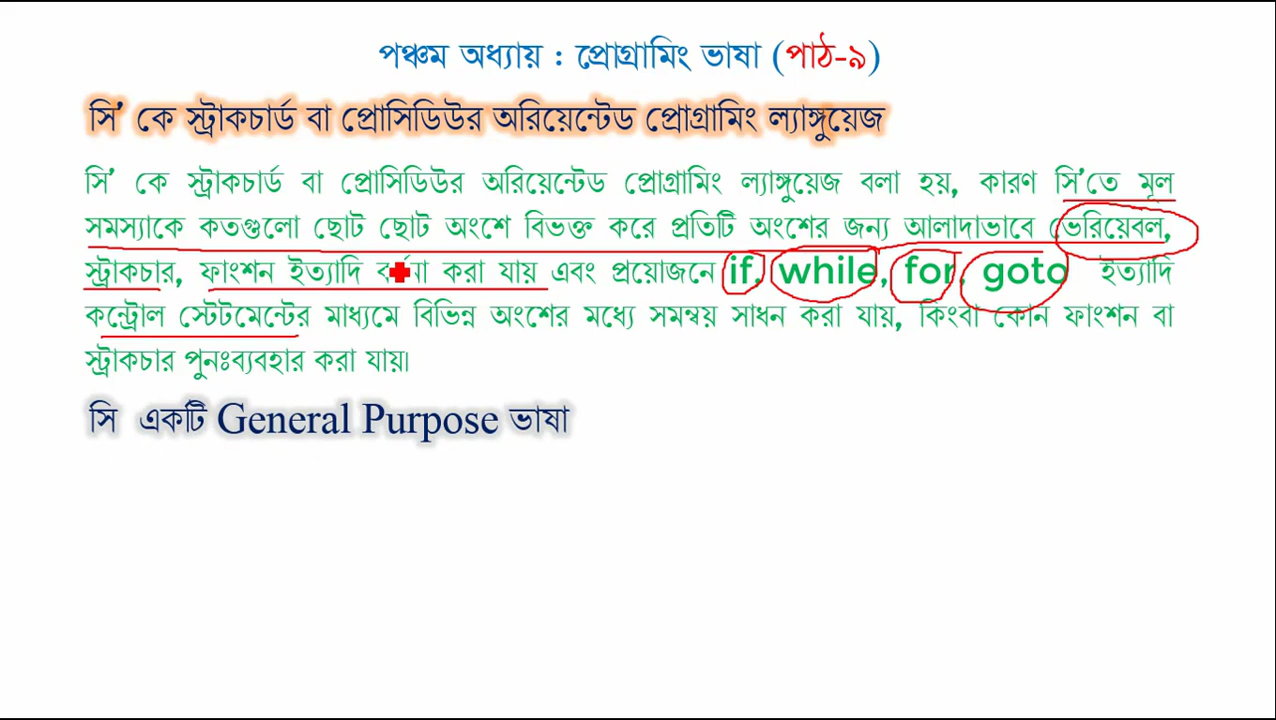 পঞ্চম অধ্যায় : প্রোগ্রামিং ভাষা (পাঠ-৯)
সি’ কে স্ট্রাকচার্ড বা প্রোসিডিউর অরিয়েন্টেড প্রোগ্রামিং ল্যাঙ্গুয়েজ
সি’ কে স্ট্রাকচার্ড বা প্রোসিডিউর অরিয়েন্টেড প্রোগ্রামিং ল্যাঙ্গুয়েজ বলা হয়, কারণ সি’তে মূল
সমস্যাকে কতগুলো ছোট ছোট অংশে বিভক্ত করে প্রতিটি অংশের জন্য আলাদাভাবে ভেরিয়েবল,
স্ট্রাকচার, ফাংশন ইত্যাদি করা যায় এবং প্রয়োজনে if, while, for, goto ইত্যাদি
কন্ট্রোল স্টেটমেন্টের মাধ্যমে বিভিন্ন অংশের মধ্যে সমন্বয় সাধন করা যায়, কিংবা কোন ফাংশন বা
স্ট্রাকচার পুনঃব্যবহার করা যায়।
সি একটি General Purpose ভাষা